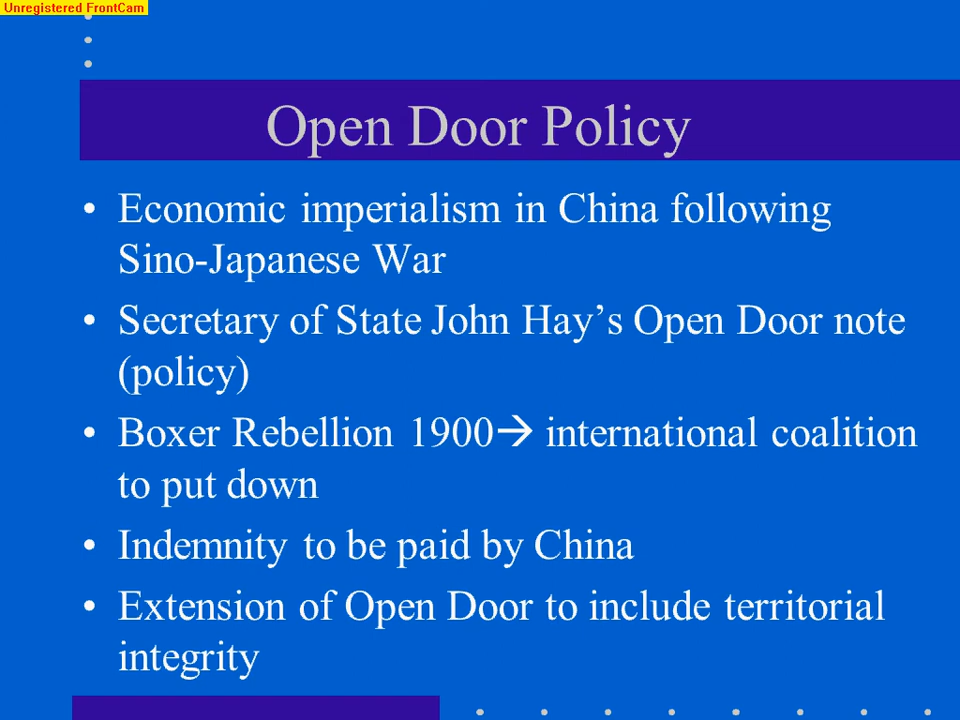 Unregistered FrontCam
Open Door Policy
• Economic imperialism in China following
Sino-Japanese War
• Secretary of State John Hay’s Open Door note
(policy)
• Boxer Rebellion 1900→ international coalition
to put down
• Indemnity to be paid by China
• Extension of Open Door to include territorial
integrity